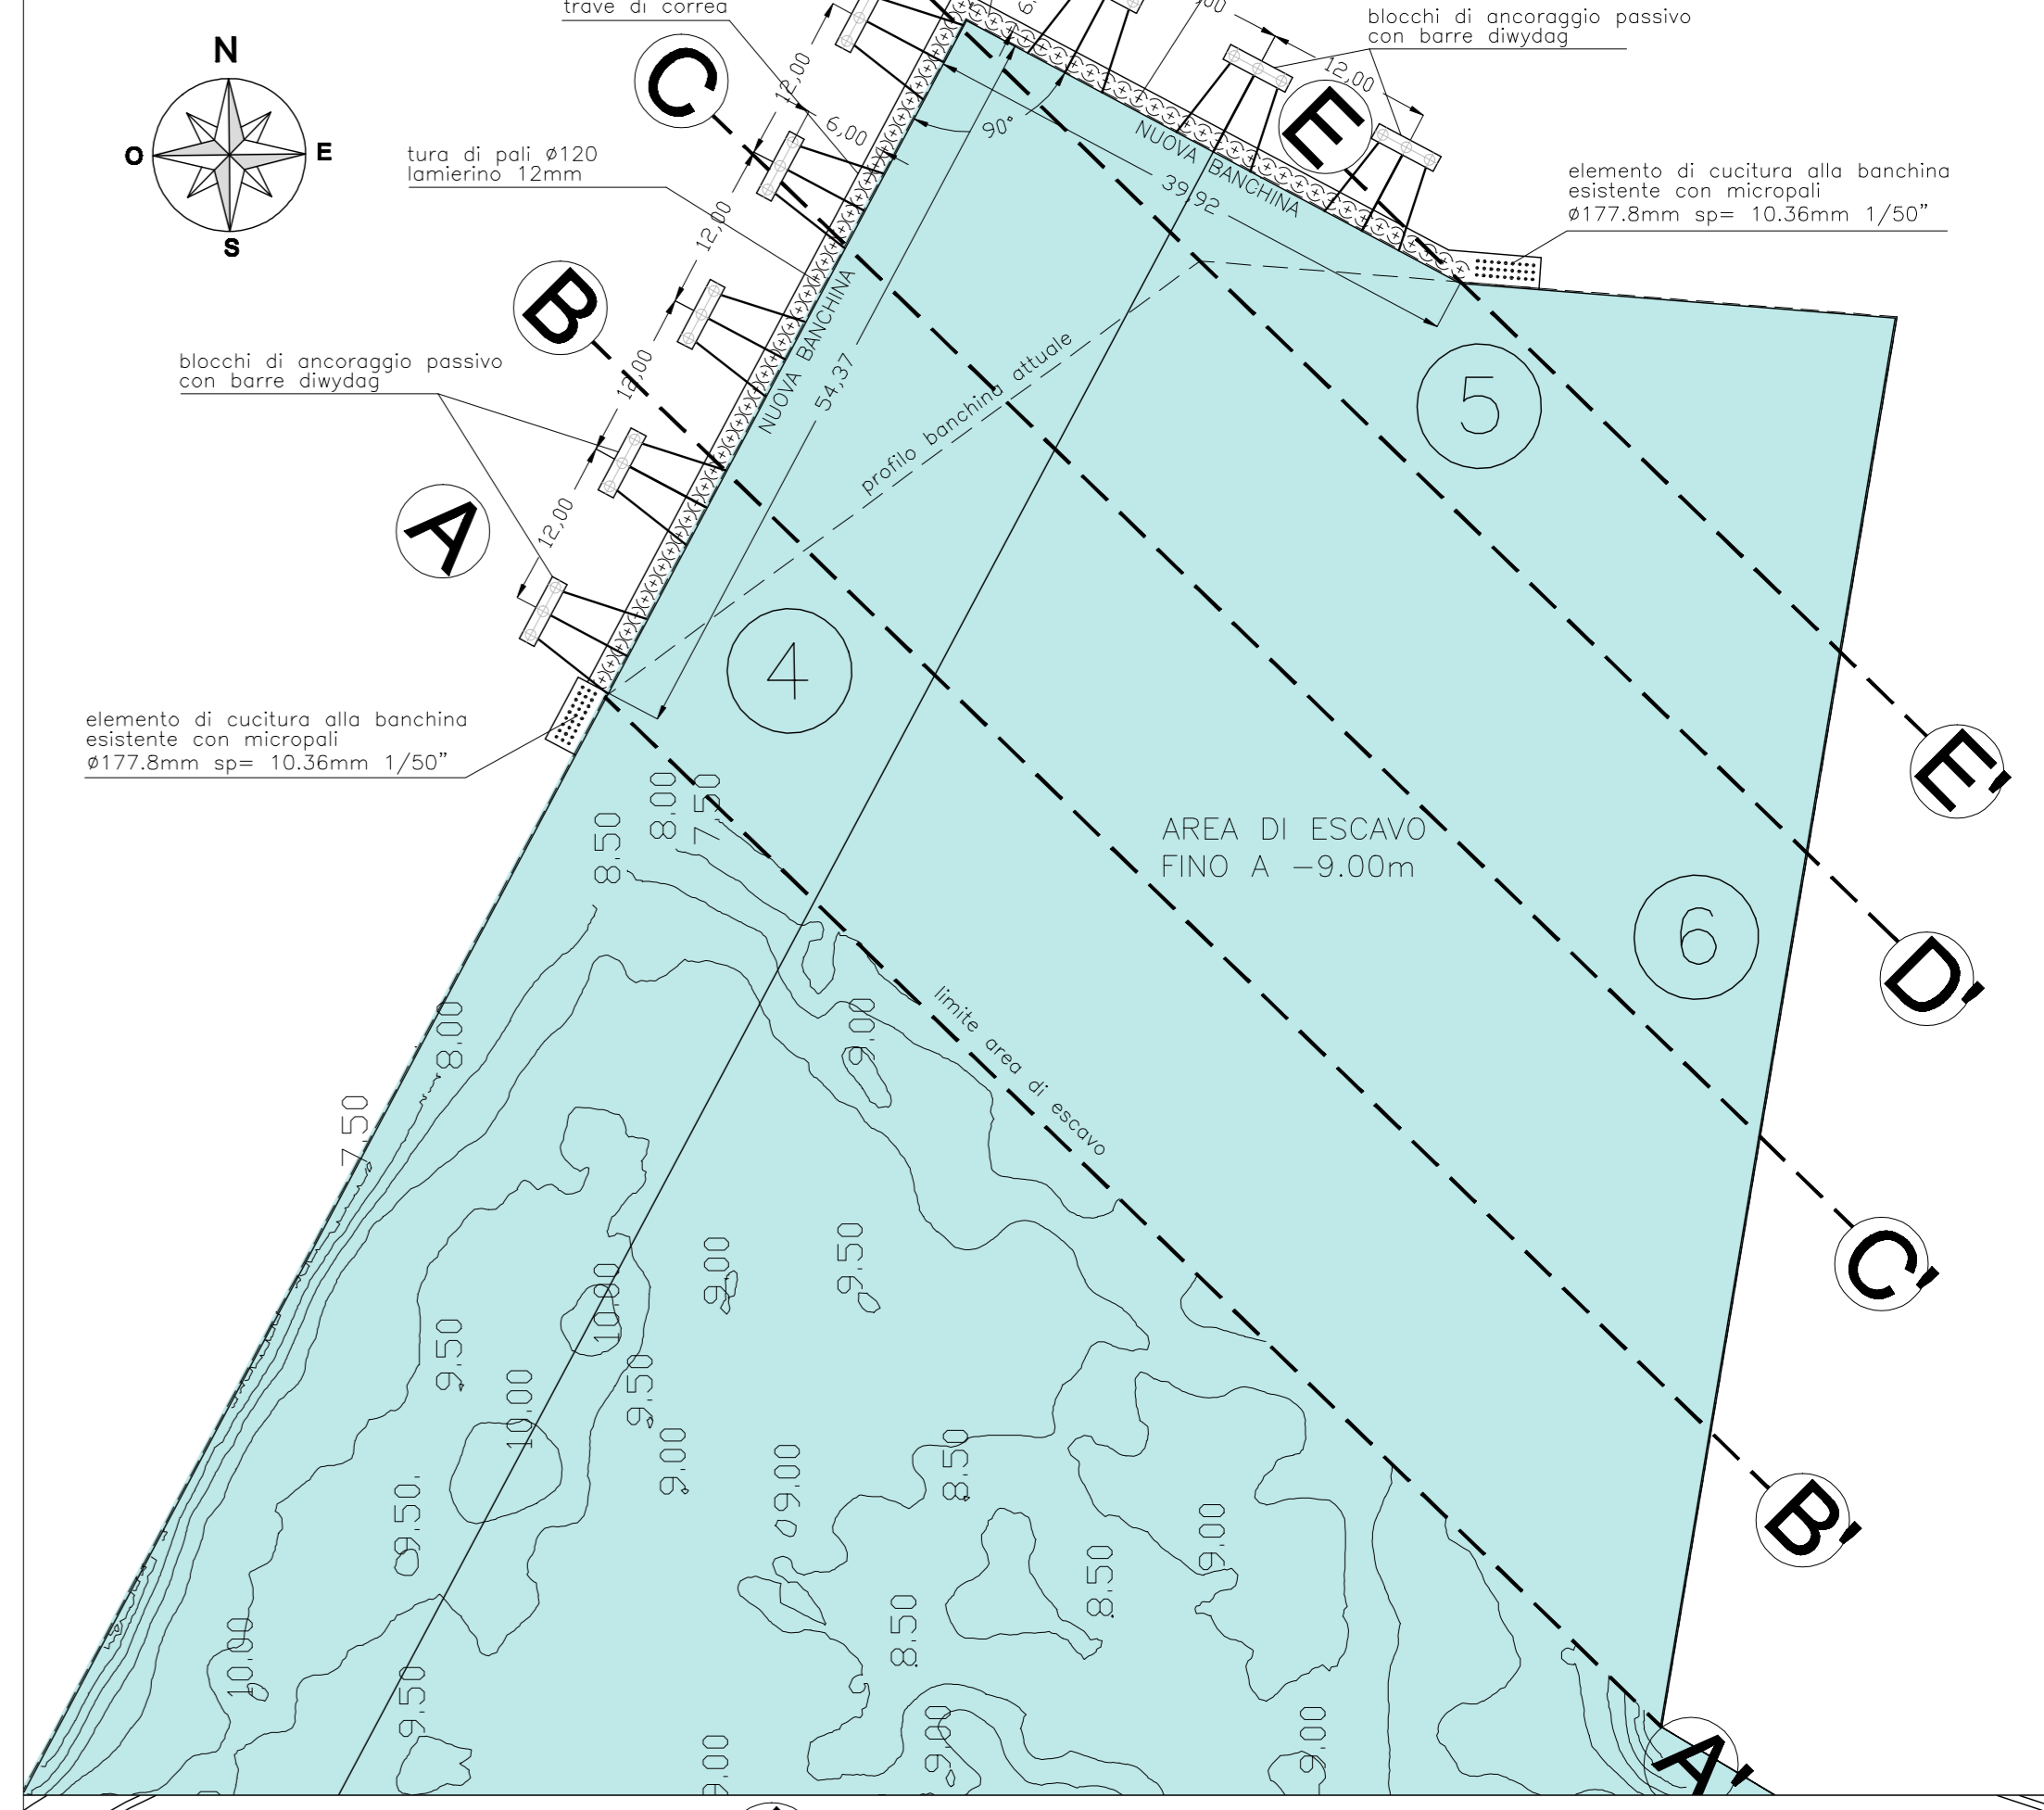 trave di correa
blocchi di ancoraggio passivo
con barre diwydag
N
O
E
S
C
E
12,00
12,00
6,00
90°
tura di pali ø120
lamierino 12mm
NUOVA BANCHINA
39,92
elemento di cucitura alla banchina
esistente con micropali
ø177.8mm sp= 10.36mm 1/50"
12,00
B
NUOVA BANCHINA
54,37
profilo banchina attuale
blocchi di ancoraggio passivo
con barre diwydag
12,00
5
A
12,00
4
elemento di cucitura alla banchina
esistente con micropali
ø177.8mm sp= 10.36mm 1/50"
E'
8.50
8.00
7.50
AREA DI ESCAVO
FINO A -9.00m
6
D'
limite area di escavo
8.00
9.00
7.50
C'
9.00
9.50
10.00
9.50
10.00
9.50
9.00
9.00
8.50
9.50
9.00
B'
8.50
8.50
10.00
9.50
9.00
9.00
9.00
A'